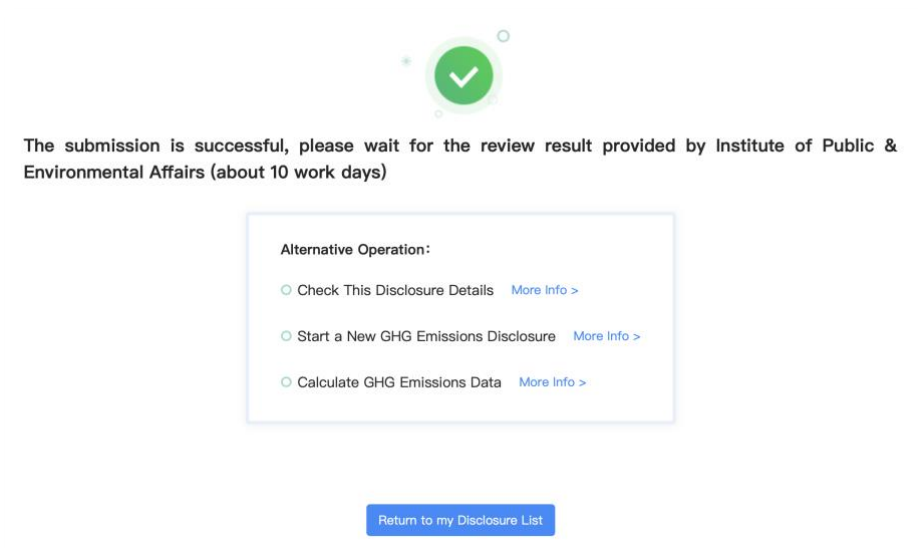 The submission is successful, please wait for the review result provided by Institute of Public &
Environmental Affairs (about 10 work days)
Alternative Operation：
Check This Disclosure Details More Info >
Start a New GHG Emissions Disclosure More Info >
Calculate GHG Emissions Data More Info >
Return to my Disclosure List